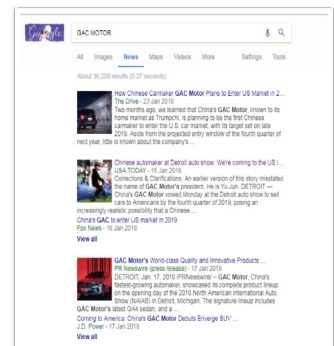 Google
GAC MOTOR
All Images News Maps Videos More Settings Tools
About 36,200 results (0.27 seconds)
How Chinese Carmaker GAC Motor Plans to Enter US Market in 2...
The Drive - 23 Jan 2018
Two months ago, we learned that China's GAC Motor, known to its
home market as Trumpchi, is planning to be the first Chinese
carmaker to enter the U.S. car market, with its target set on late
2019. Aside from the projected entry window of the fourth quarter of
next year, little is known about the company's ...
Chinese automaker at Detroit auto show: We're coming to the US i...
USA TODAY - 15 Jan 2018
Corrections & Clarifications: An earlier version of this story misstated
the name of GAC Motor's president. He is Yu Jun. DETROIT —
China's GAC Motor vowed Monday at the Detroit auto show to sell
cars to Americans by the fourth quarter of 2019, posing an
increasingly realistic possibility that a Chinese ...
China's GAC to enter US market in 2019
Fox News - 16 Jan 2018
View all
GAC Motor's World-class Quality and Innovative Products ...
PR Newswire (press release) - 17 Jan 2018
DETROIT, Jan. 17, 2018 /PRNewswire/ -- GAC Motor, China's
fastest-growing automaker, showcased its complete product lineup
on the opening day of the 2018 North American International Auto
Show (NAIAS) in Detroit, Michigan. The signature lineup includes
GAC Motor's latest GA4 sedan, and a ...
Coming to America: China's GAC Motor Debuts Enverge SUV ...
J.D. Power - 17 Jan 2018
View all